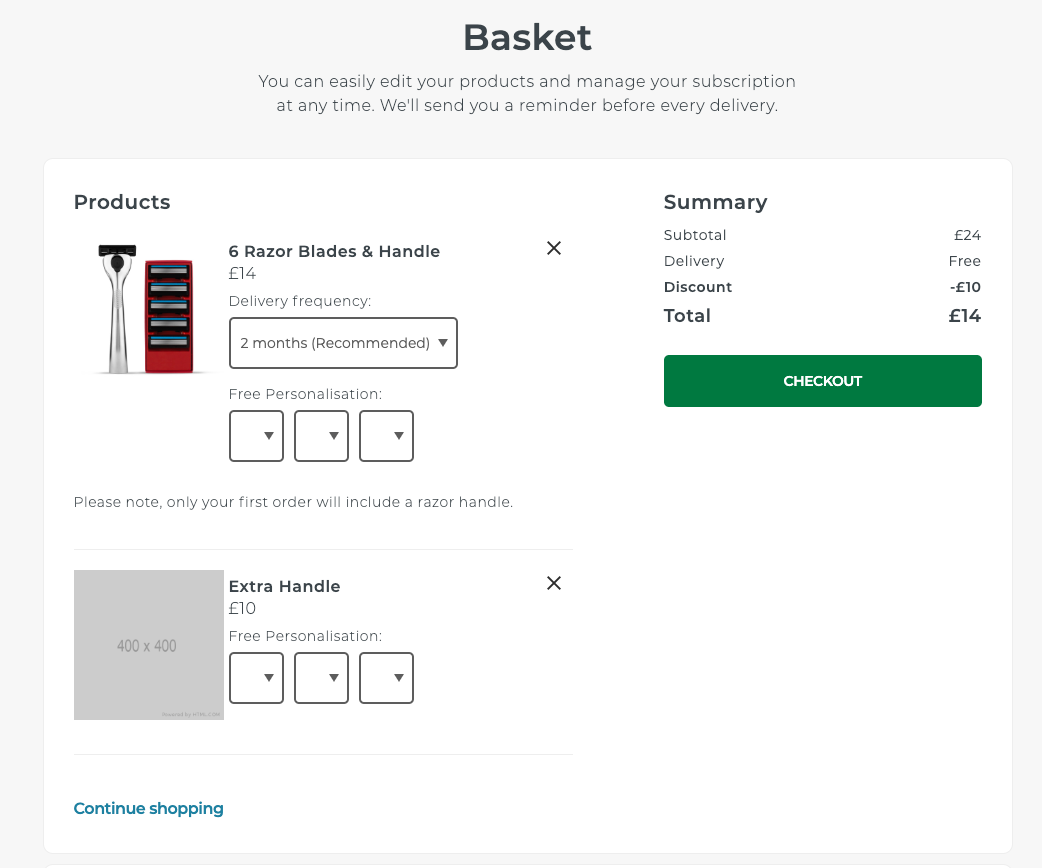 Basket
You can easily edit your products and manage your subscription
at any time. We'll send you a reminder before every delivery.
Products
6 Razor Blades & Handle
£14
Delivery frequency:
2 months (Recommended)
Free Personalisation:
Please note, only your first order will include a razor handle.
Extra Handle
£10
Free Personalisation:
400 x 400
Continue shopping
Summary
Subtotal £24
Delivery Free
Discount -£10
Total £14
CHECKOUT